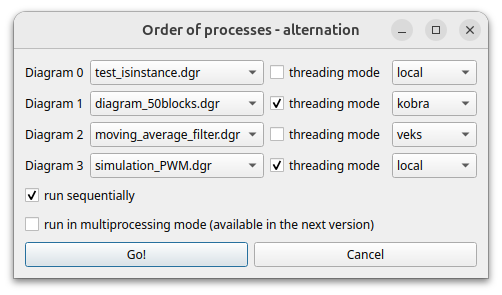 Order of processes - alternation
Diagram 0 test_isinstance.dgr threading mode local
Diagram 1 diagram_50blocks.dgr threading mode kobra
Diagram 2 moving_average_filter.dgr threading mode veks
Diagram 3 simulation_PWM.dgr threading mode local
run sequentially
run in multiprocessing mode (available in the next version)
Go! Cancel